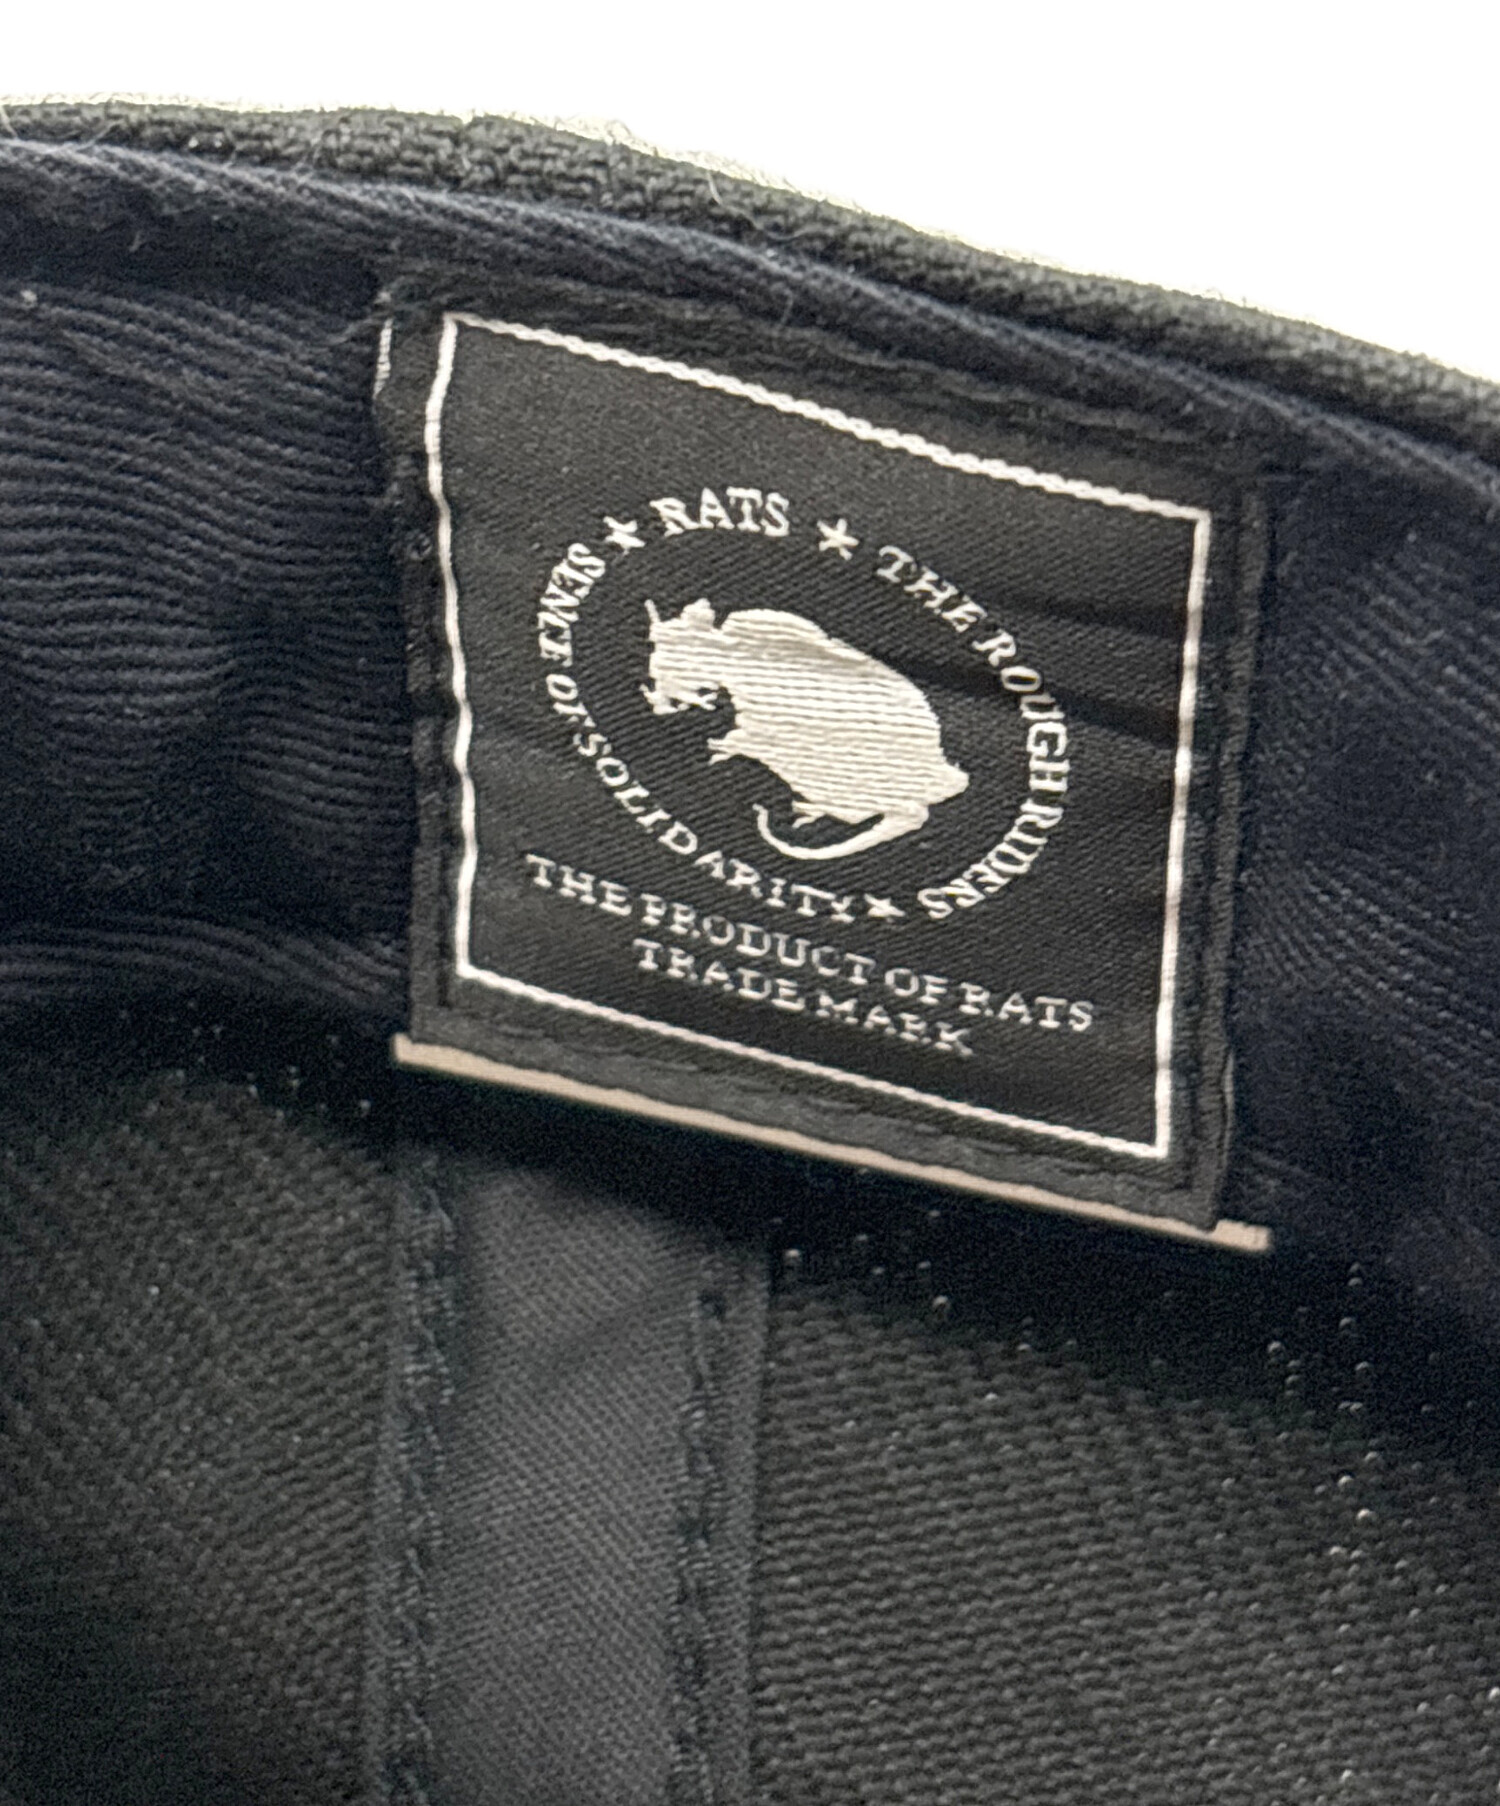 ★ RATS ★ THE ROUGH RIDERS
SENSE OF SOLIDARITY ★
THE PRODUCT OF RATS
TRADE MARK